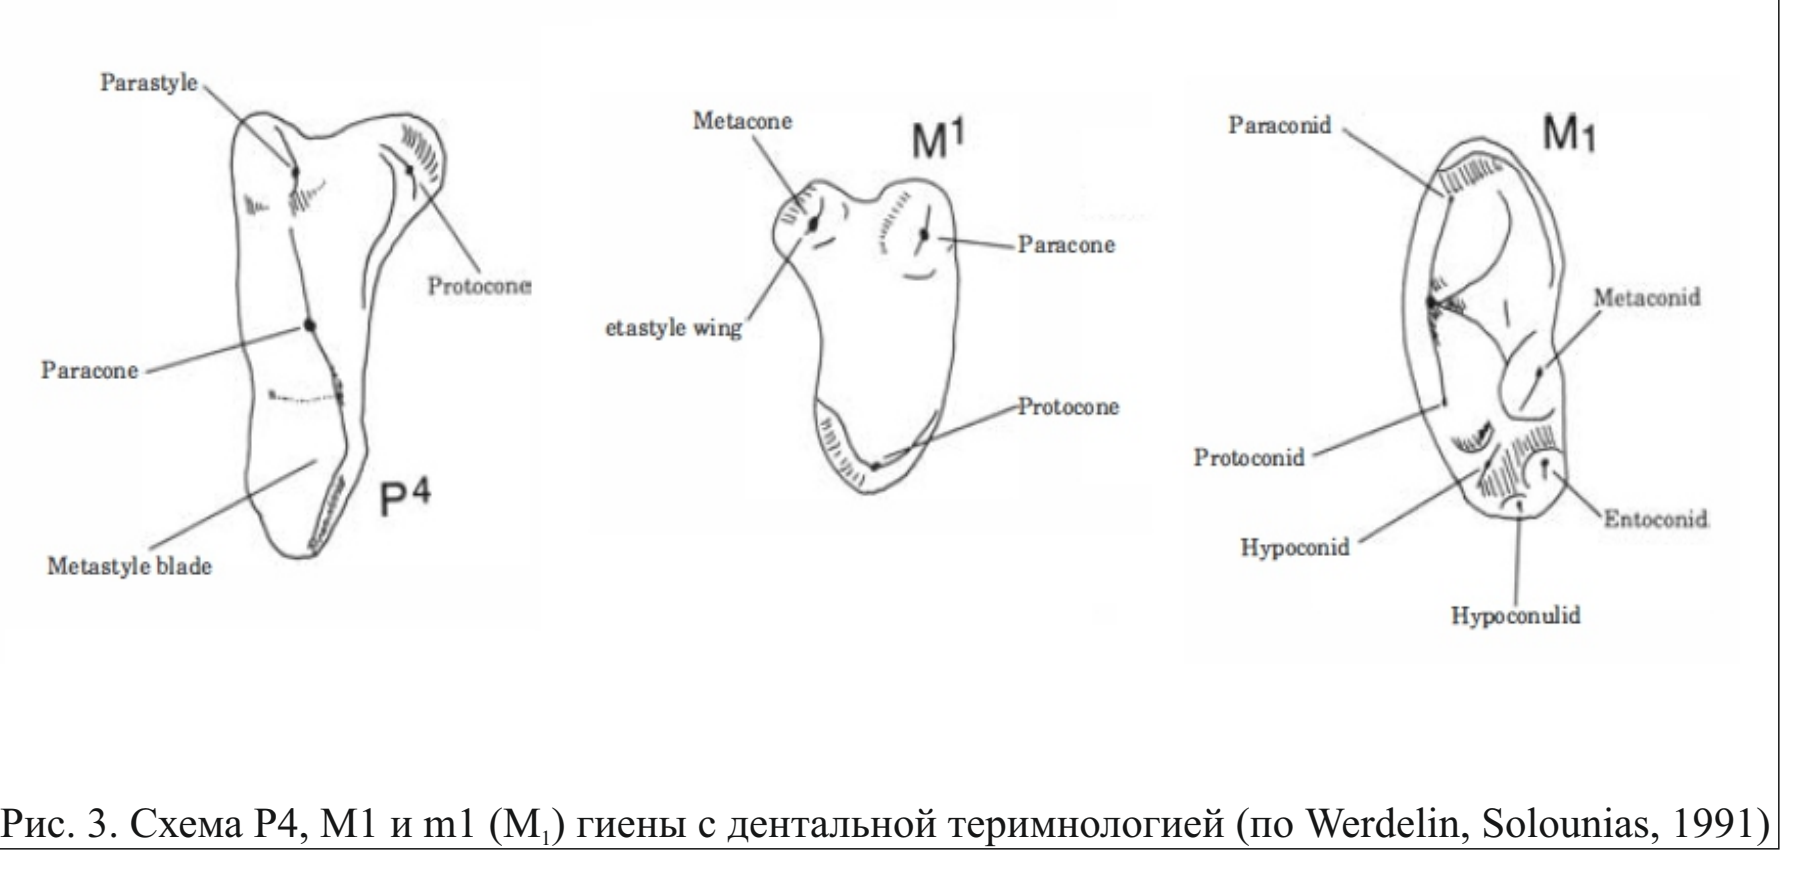 Parastyle
Protocone
Paracone
P4
Metastyle blade
Metacone
M1
Paracone
etastyle wing
Protocone
Paraconid
M1
Metaconid
Protoconid
Entoconid
Hypoconid
Hypoconulid
Рис. 3. Схема P4, M1 и m1 (M₁) гиены с дентальной теримнологией (по Werdelin, Solounias, 1991)